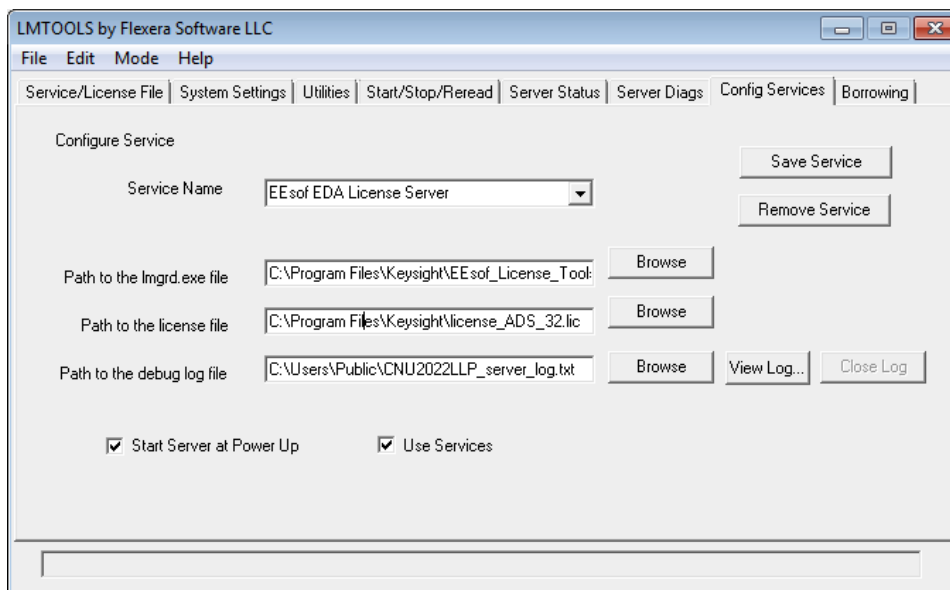 LMTOOLS by Flexera Software LLC
File Edit Mode Help
Service/License File System Settings Utilities Start/Stop/Reread Server Status Server Diags Config Services Borrowing
Configure Service
Save Service
Service Name EEsof EDA License Server
Remove Service
Path to the lmgrd.exe file C:\Program Files\Keysight\EEsof_License_Tools Browse
Path to the license file C:\Program Files\Keysight\license_ADS_32.lic Browse
Path to the debug log file C:\Users\Public\CNU2022LLP_server_log.txt Browse View Log... Close Log
Start Server at Power Up Use Services